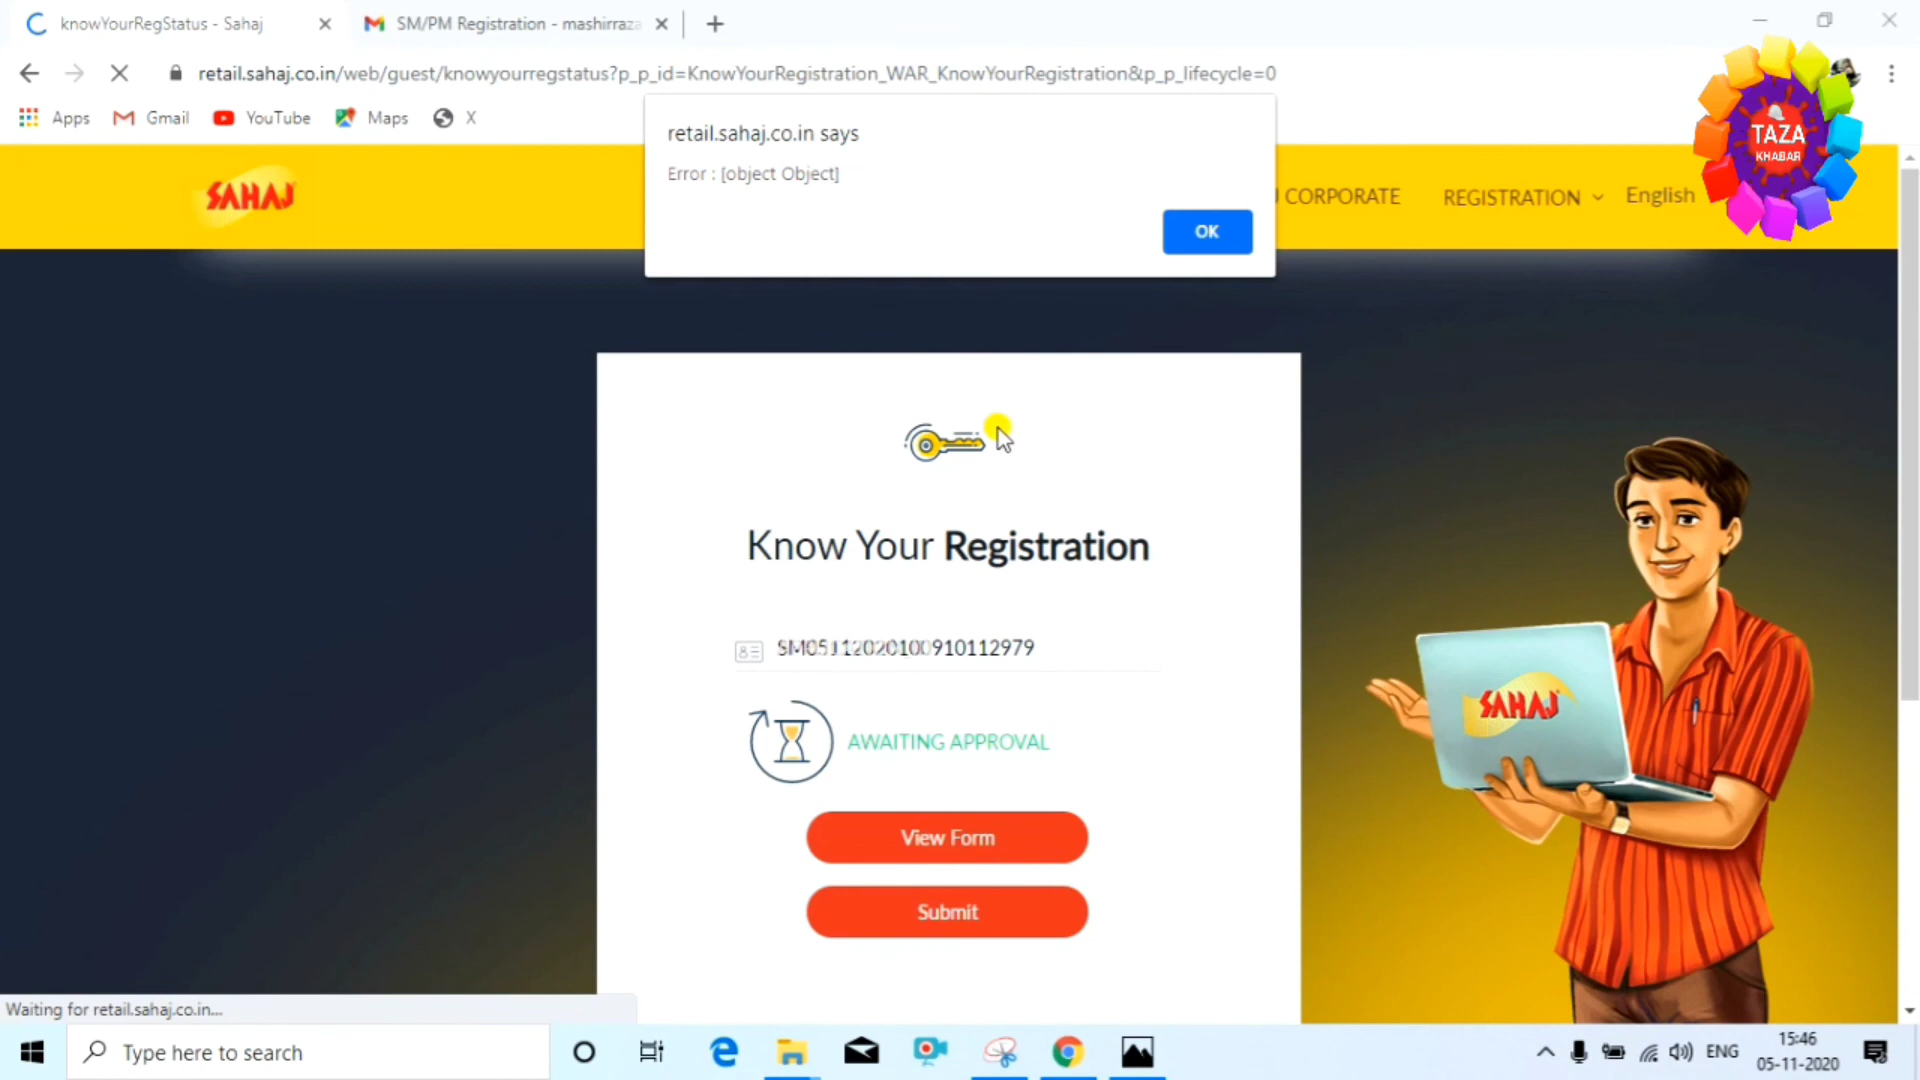 knowYourRegStatus - Sahaj
SM/PM Registration - mashirraza
retail.sahaj.co.in/web/guest/knowyourregstatus?p_p_id=KnowYourRegistration_WAR_KnowYourRegistration&p_p_lifecycle=0
Apps
Gmail
YouTube
Maps
X
retail.sahaj.co.in says
Error : [object Object]
OK
TAZA
KHABAR
SAHAJ
CORPORATE
REGISTRATION
English
Know Your Registration
SM05112020100910112979
AWAITING APPROVAL
SAHAJ
View Form
Submit
Waiting for retail.sahaj.co.in...
Type here to search
ENG
15:46
05-11-2020